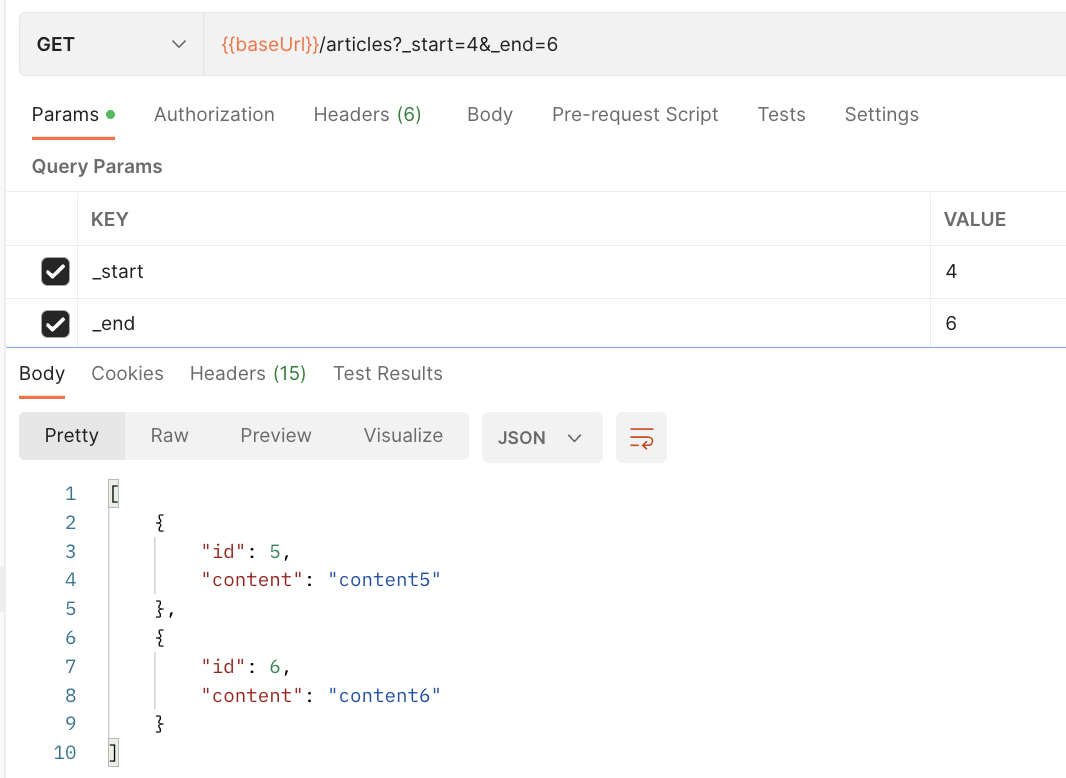 GET {{baseUrl}}/articles?_start=4&_end=6
Params Authorization Headers (6) Body Pre-request Script Tests Settings
Query Params
KEY VALUE
_start 4
_end 6
Body Cookies Headers (15) Test Results
Pretty Raw Preview Visualize JSON
1 [
2 {
3 "id": 5,
4 "content": "content5"
5 },
6 {
7 "id": 6,
8 "content": "content6"
9 }
10 ]